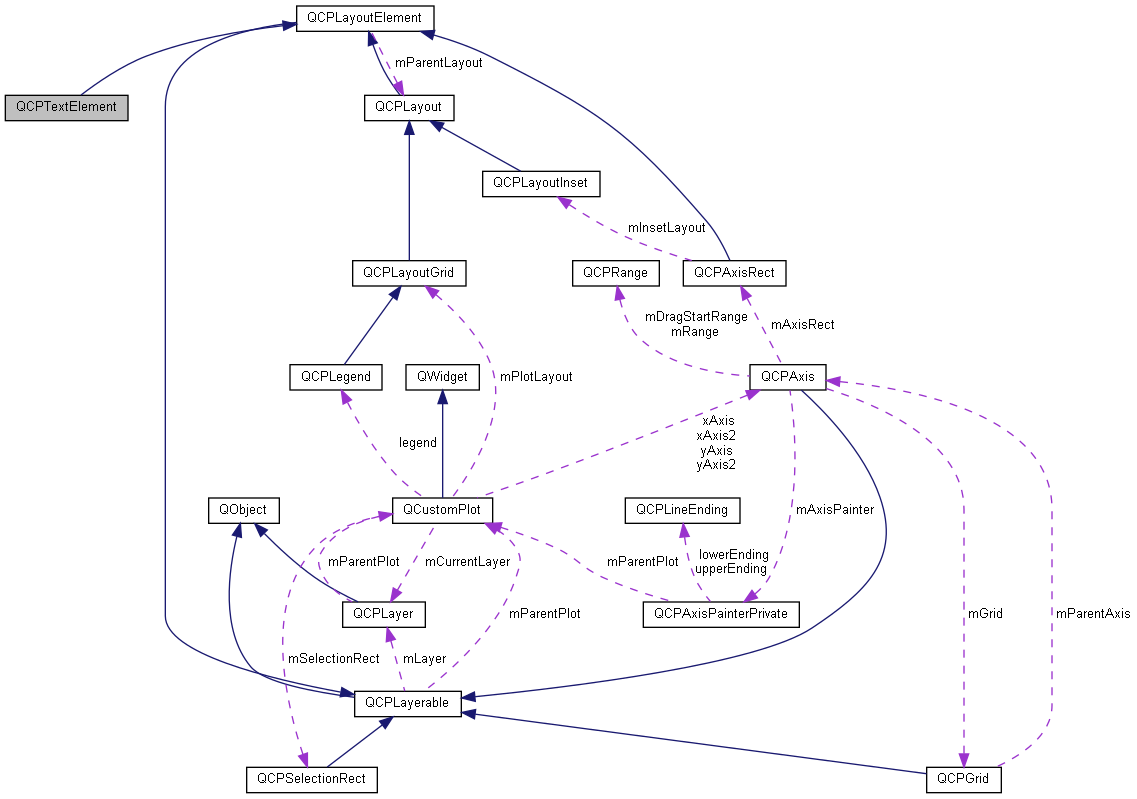 QCPLayoutElement
mParentLayout
QCPTextElement
QCPLayout
QCPLayoutInset
mInsetLayout
QCPLayoutGrid
QCPRange
QCPAxisRect
mDragStartRange
mRange
mAxisRect
QCPLegend
QWidget
mPlotLayout
QCPAxis
legend
xAxis
xAxis2
yAxis
yAxis2
QObject
QCustomPlot
QCPLineEnding
mAxisPainter
mParentPlot
mCurrentLayer
mParentPlot
lowerEnding
upperEnding
QCPLayer
mParentPlot
QCPAxisPainterPrivate
mGrid
mParentAxis
mSelectionRect
mLayer
QCPLayerable
QCPSelectionRect
QCPGrid